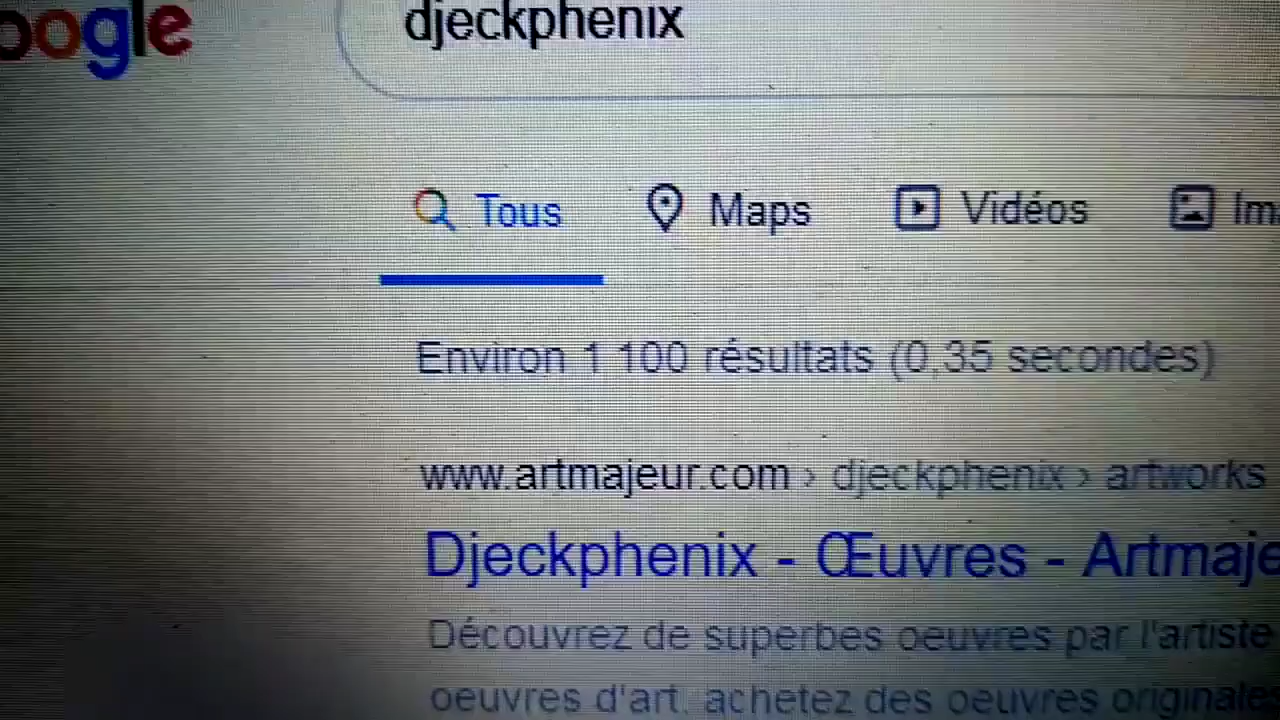 oogle
djeckphenix
Tous Maps Vidéos Im
Environ 1 100 résultats (0,35 secondes)
www.artmajeur.com › djeckphenix › artworks
Djeckphenix - Œuvres - Artmaje
Découvrez de superbes oeuvres par l'artiste
oeuvres d'art, achetez des oeuvres originales